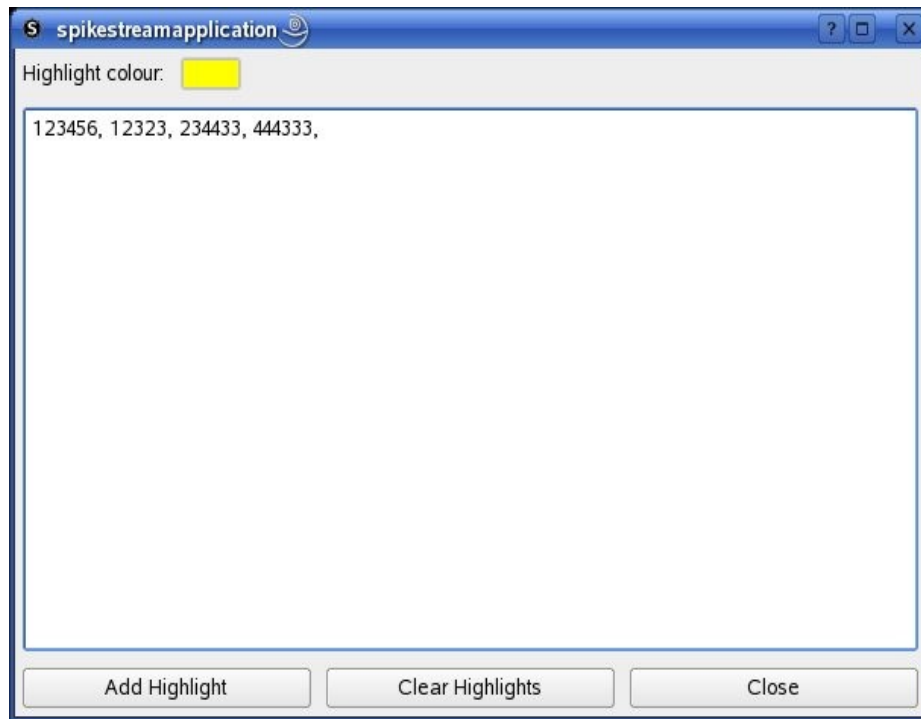 S spikestreamapplication ?
Highlight colour:
123456, 12323, 234433, 444333,
Add Highlight Clear Highlights Close